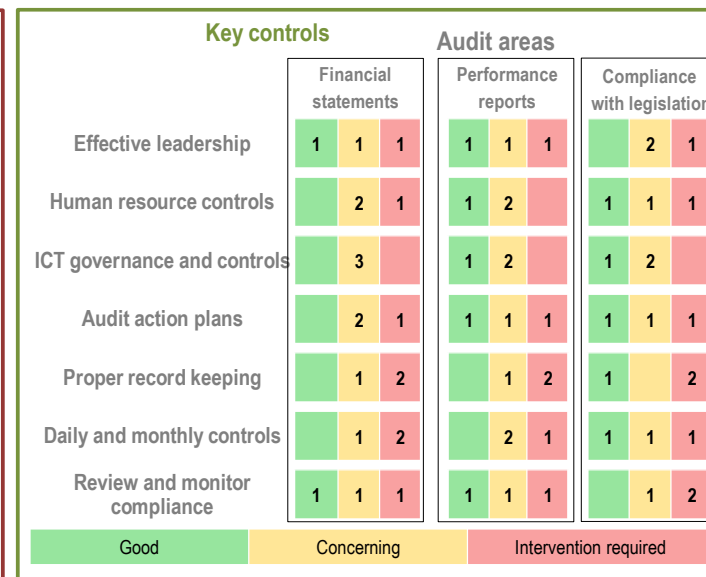 Key controls
Audit areas
Financial statements
Performance reports
Compliance with legislation
Effective leadership 1 1 1 1 1 1 2 1
Human resource controls 2 1 1 2 1 1 1
ICT governance and controls 3 1 2 1 2
Audit action plans 2 1 1 1 1 1 1 1
Proper record keeping 1 2 1 2 1 2
Daily and monthly controls 1 2 2 1 1 1 1
Review and monitor
compliance 1 1 1 1 1 1 1 2
Good Concerning Intervention required